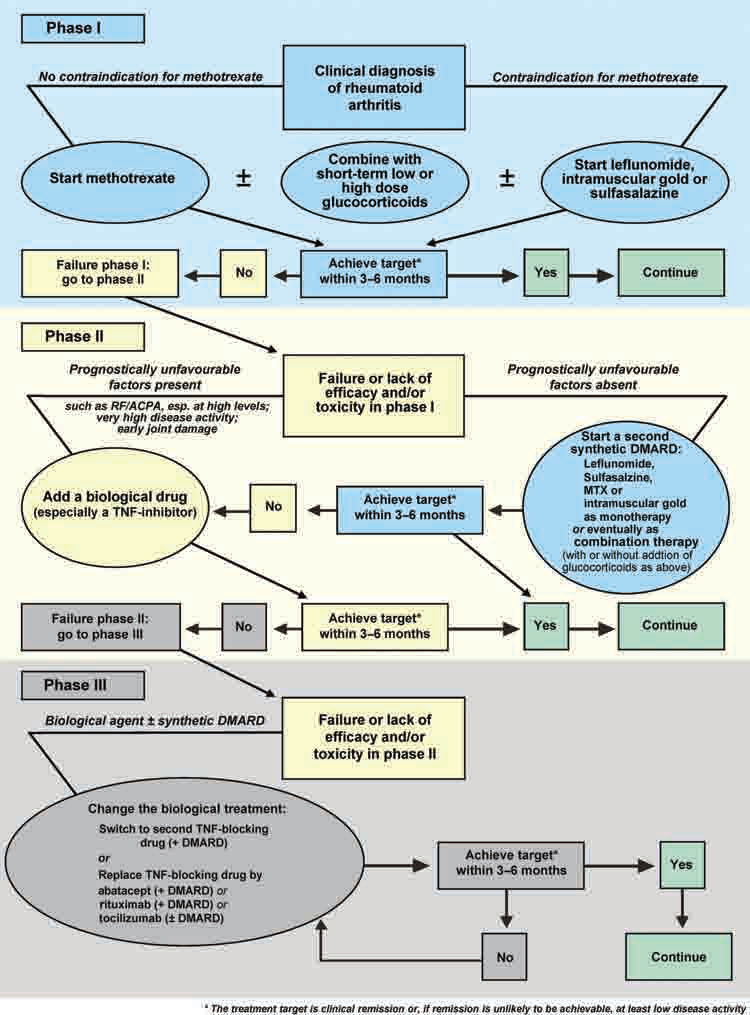 Phase I
No contraindication for methotrexate
Clinical diagnosis
of rheumatoid
arthritis
Contraindication for methotrexate
Start methotrexate
±
Combine with
short-term low or
high dose
glucocorticoids
±
Start leflunomide,
intramuscular gold or
sulfasalazine
Failure phase I:
go to phase II
No
Achieve target*
within 3–6 months
Yes
Continue
Phase II
Prognostically unfavourable
factors present
such as RF/ACPA, esp. at high levels;
very high disease activity;
early joint damage
Failure or lack of
efficacy and/or
toxicity in phase I
Prognostically unfavourable
factors absent
Add a biological drug
(especially a TNF-inhibitor)
No
Achieve target*
within 3–6 months
Start a second
synthetic DMARD:
Leflunomide,
Sulfasalzine,
MTX or
intramuscular gold
as monotherapy
or eventually as
combination therapy
(with or without addtion of
glucocorticoids as above)
Failure phase II:
go to phase III
No
Achieve target*
within 3–6 months
Yes
Continue
Phase III
Biological agent ± synthetic DMARD
Failure or lack of
efficacy and/or
toxicity in phase II
Change the biological treatment:
Switch to second TNF-blocking
drug (+ DMARD)
or
Replace TNF-blocking drug by
abatacept (+ DMARD) or
rituximab (+ DMARD) or
tocilizumab (± DMARD)
Achieve target*
within 3–6 months
Yes
No
Continue
* The treatment target is clinical remission or, if remission is unlikely to be achievable, at least low disease activity